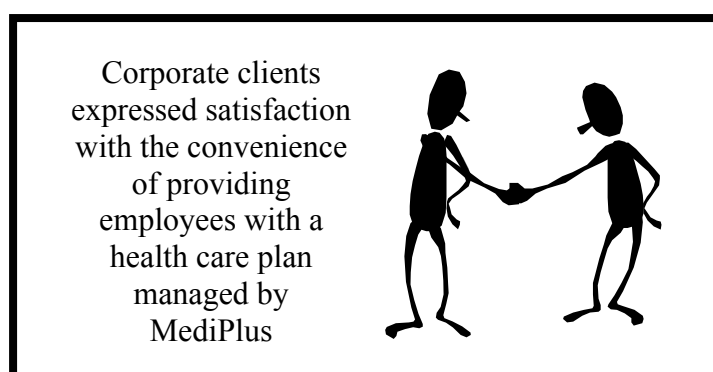 Corporate clients
expressed satisfaction
with the convenience
of providing
employees with a
health care plan
managed by
MediPlus